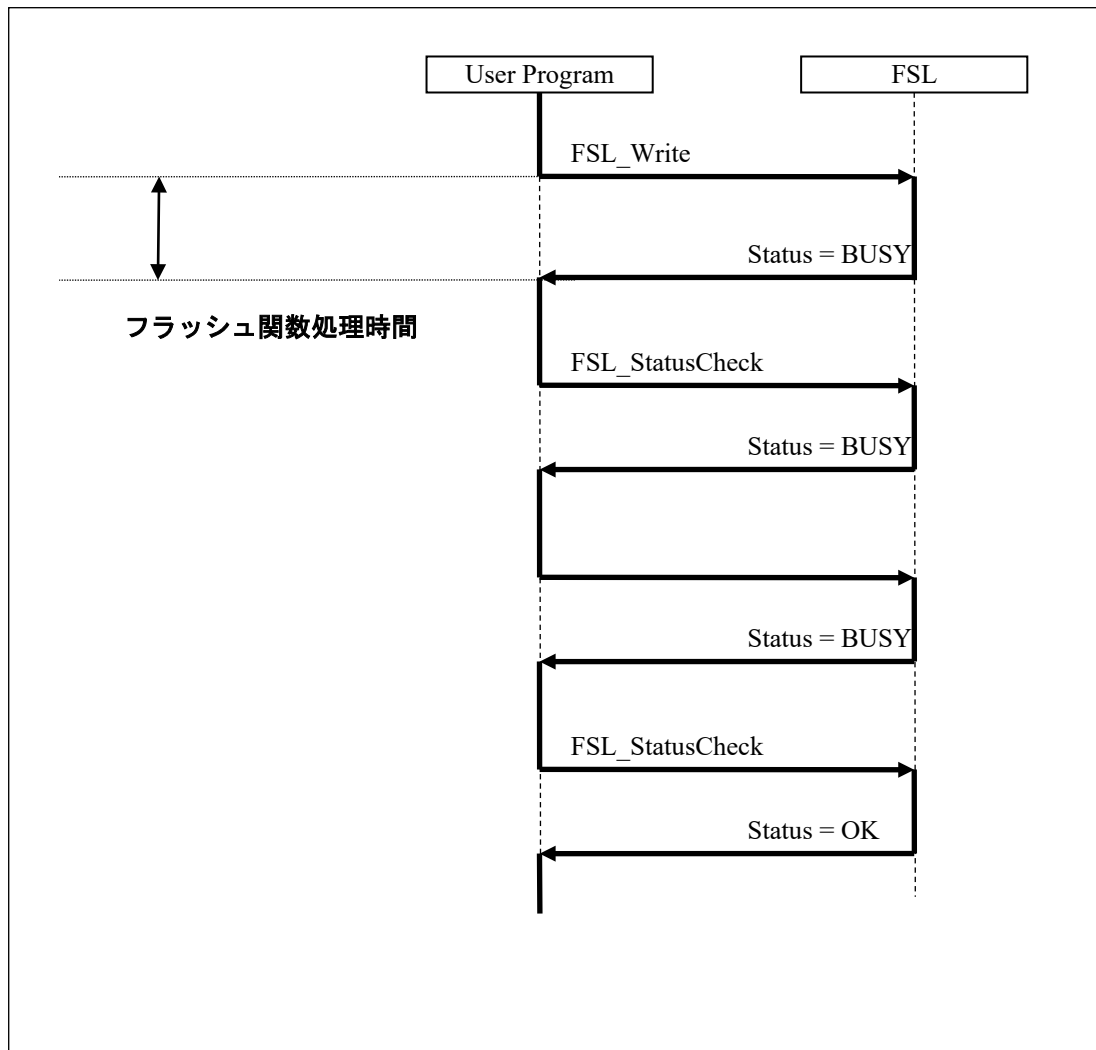 User Program
FSL
FSL_Write
Status = BUSY
フラッシュ関数処理時間
FSL_StatusCheck
Status = BUSY
Status = BUSY
FSL_StatusCheck
Status = OK